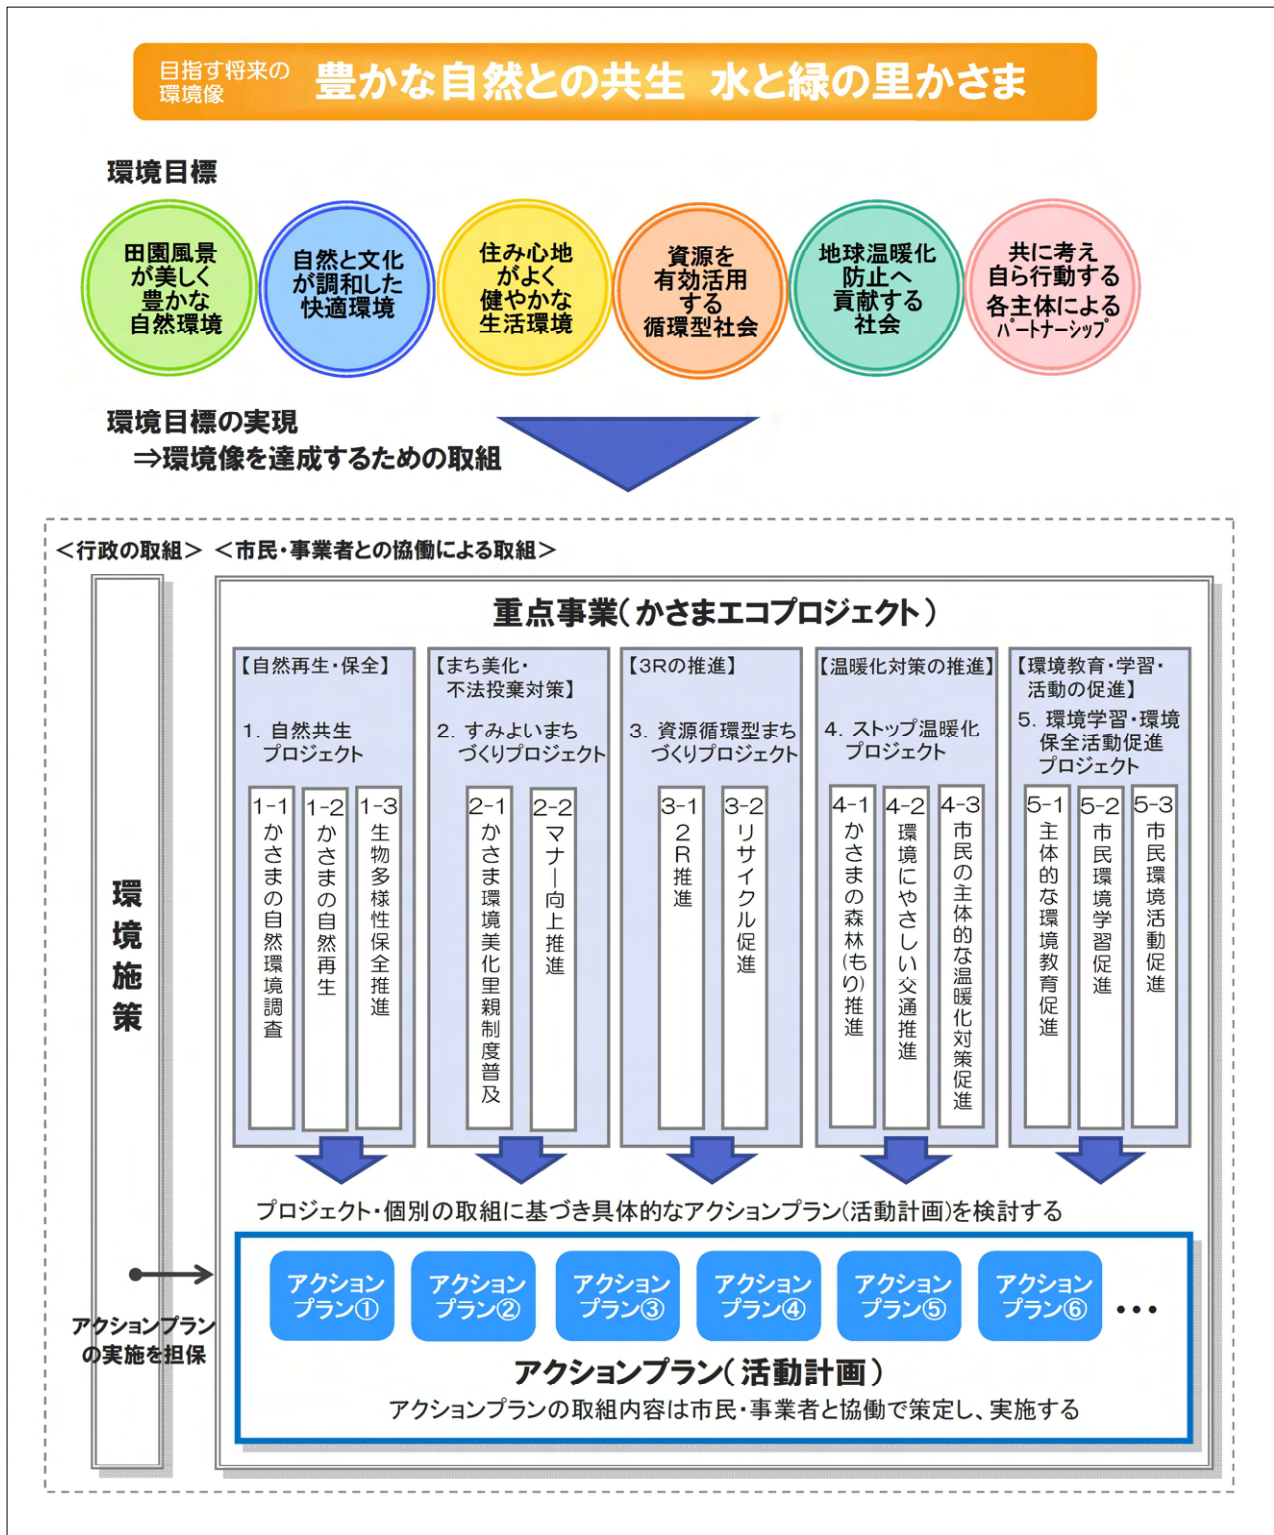 目指す将来の
環境像
豊かな自然との共生 水と緑の里かさま
環境目標
田園風景
が美しく
豊かな
自然環境
自然と文化
が調和した
快適環境
住み心地
がよく
健やかな
生活環境
資源を
有効活用
する
循環型社会
地球温暖化
防止へ
貢献する
社会
共に考え
自ら行動する
各主体による
パートナーシップ
環境目標の実現
⇒環境像を達成するための取組
＜行政の取組＞
＜市民・事業者との協働による取組＞
環境施策
重点事業(かさまエコプロジェクト)
【自然再生・保全】
1. 自然共生
プロジェクト
1-1 かさまの自然環境調査
1-2 かさまの自然再生
1-3 生物多様性保全推進
【まち美化・
不法投棄対策】
2. すみよいまち
づくりプロジェクト
2-1 かさま環境美化里親制度普及
2-2 マナー向上推進
【3Rの推進】
3. 資源循環型まち
づくりプロジェクト
3-1 2R推進
3-2 リサイクル促進
【温暖化対策の推進】
4. ストップ温暖化
プロジェクト
4-1 かさまの森林(もり)推進
4-2 環境にやさしい交通推進
4-3 市民の主体的な温暖化対策促進
【環境教育・学習・
活動の促進】
5. 環境学習・環境
保全活動促進
プロジェクト
5-1 主体的な環境教育促進
5-2 市民環境学習促進
5-3 市民環境活動促進
プロジェクト・個別の取組に基づき具体的なアクションプラン(活動計画)を検討する
アクション
プラン①
アクション
プラン②
アクション
プラン③
アクション
プラン④
アクション
プラン⑤
アクション
プラン⑥
…
アクションプラン
の実施を担保
アクションプラン(活動計画)
アクションプランの取組内容は市民・事業者と協働で策定し、実施する